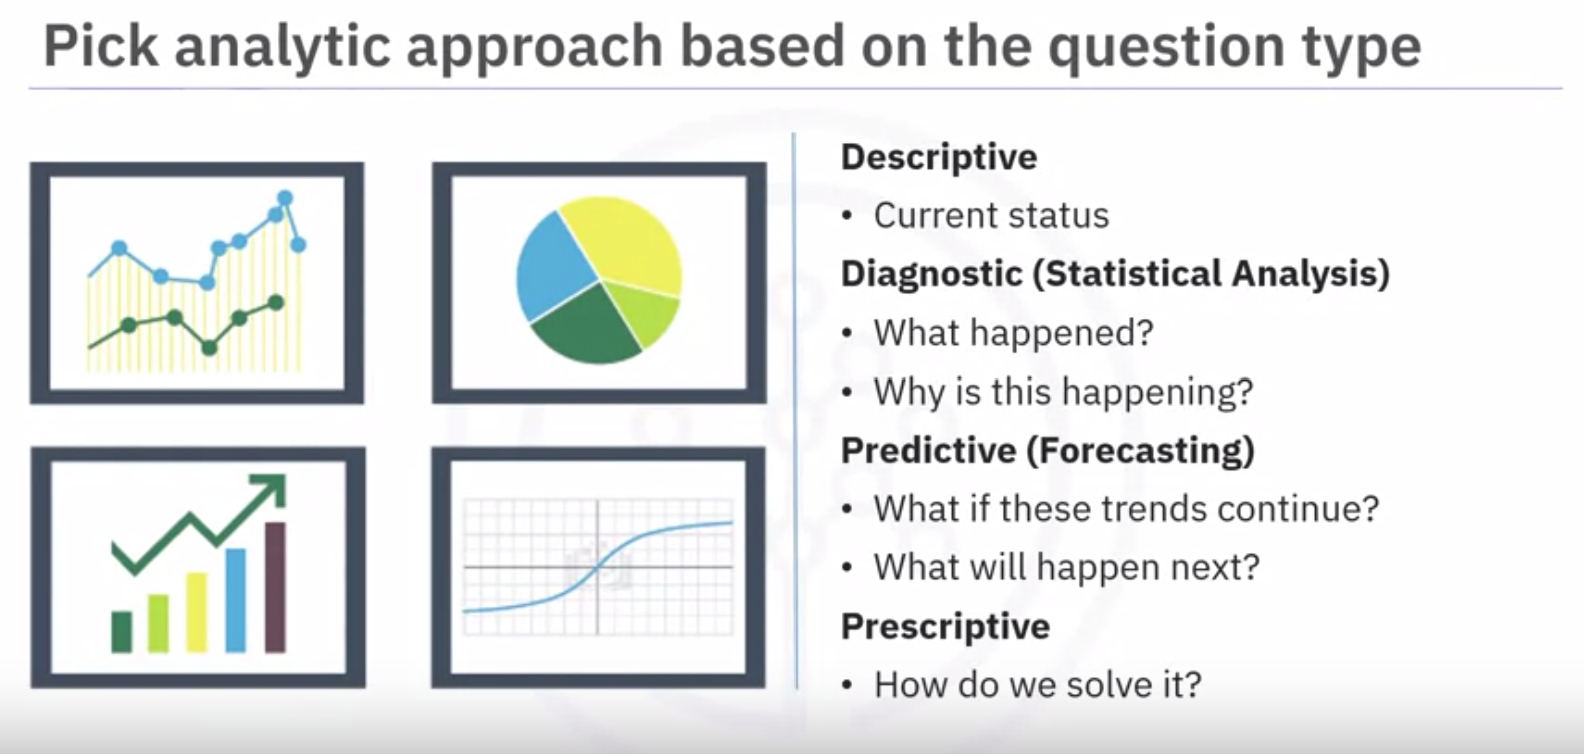 Pick analytic approach based on the question type
Descriptive
• Current status
Diagnostic (Statistical Analysis)
• What happened?
• Why is this happening?
Predictive (Forecasting)
• What if these trends continue?
• What will happen next?
Prescriptive
• How do we solve it?